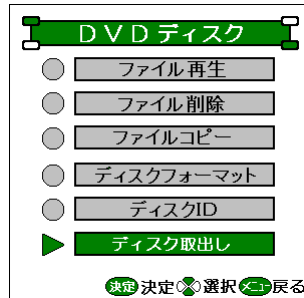 DVDディスク
ファイル再生
ファイル削除
ファイルコピー
ディスクフォーマット
ディスクID
ディスク取出し
決定 決定 選択 メニュー 戻る